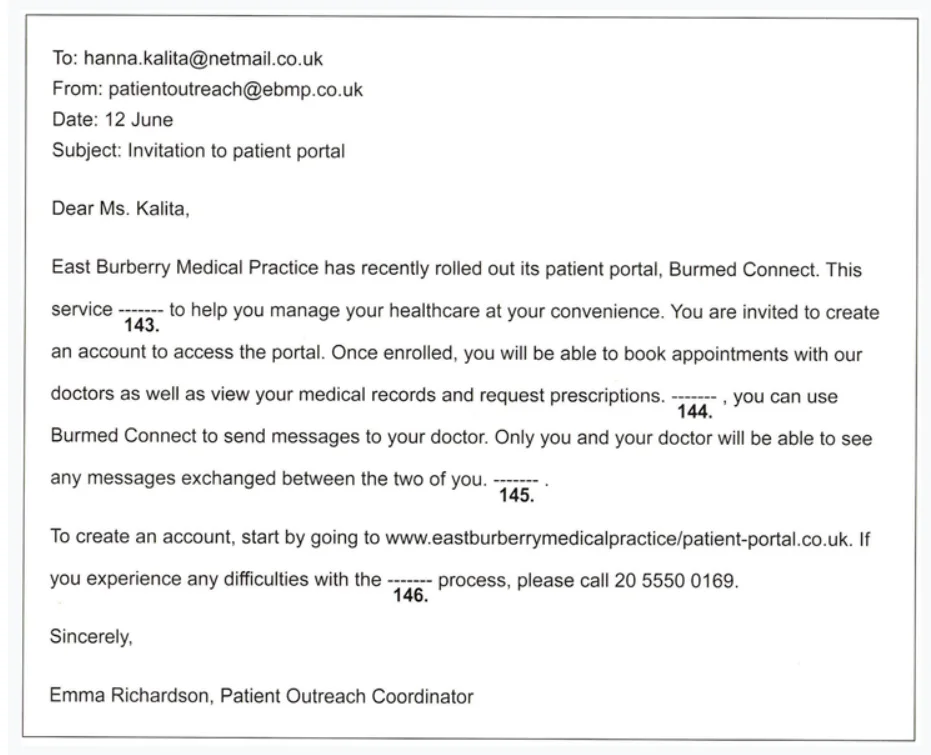 To: hanna.kalita@netmail.co.uk
From: patientoutreach@ebmp.co.uk
Date: 12 June
Subject: Invitation to patient portal
Dear Ms. Kalita,
East Burberry Medical Practice has recently rolled out its patient portal, Burmed Connect. This
service ------- to help you manage your healthcare at your convenience. You are invited to create
143.
an account to access the portal. Once enrolled, you will be able to book appointments with our
doctors as well as view your medical records and request prescriptions. ------- , you can use
144.
Burmed Connect to send messages to your doctor. Only you and your doctor will be able to see
any messages exchanged between the two of you. ------- .
145.
To create an account, start by going to www.eastburberrymedicalpractice/patient-portal.co.uk. If
you experience any difficulties with the ------- process, please call 20 5550 0169.
146.
Sincerely,
Emma Richardson, Patient Outreach Coordinator